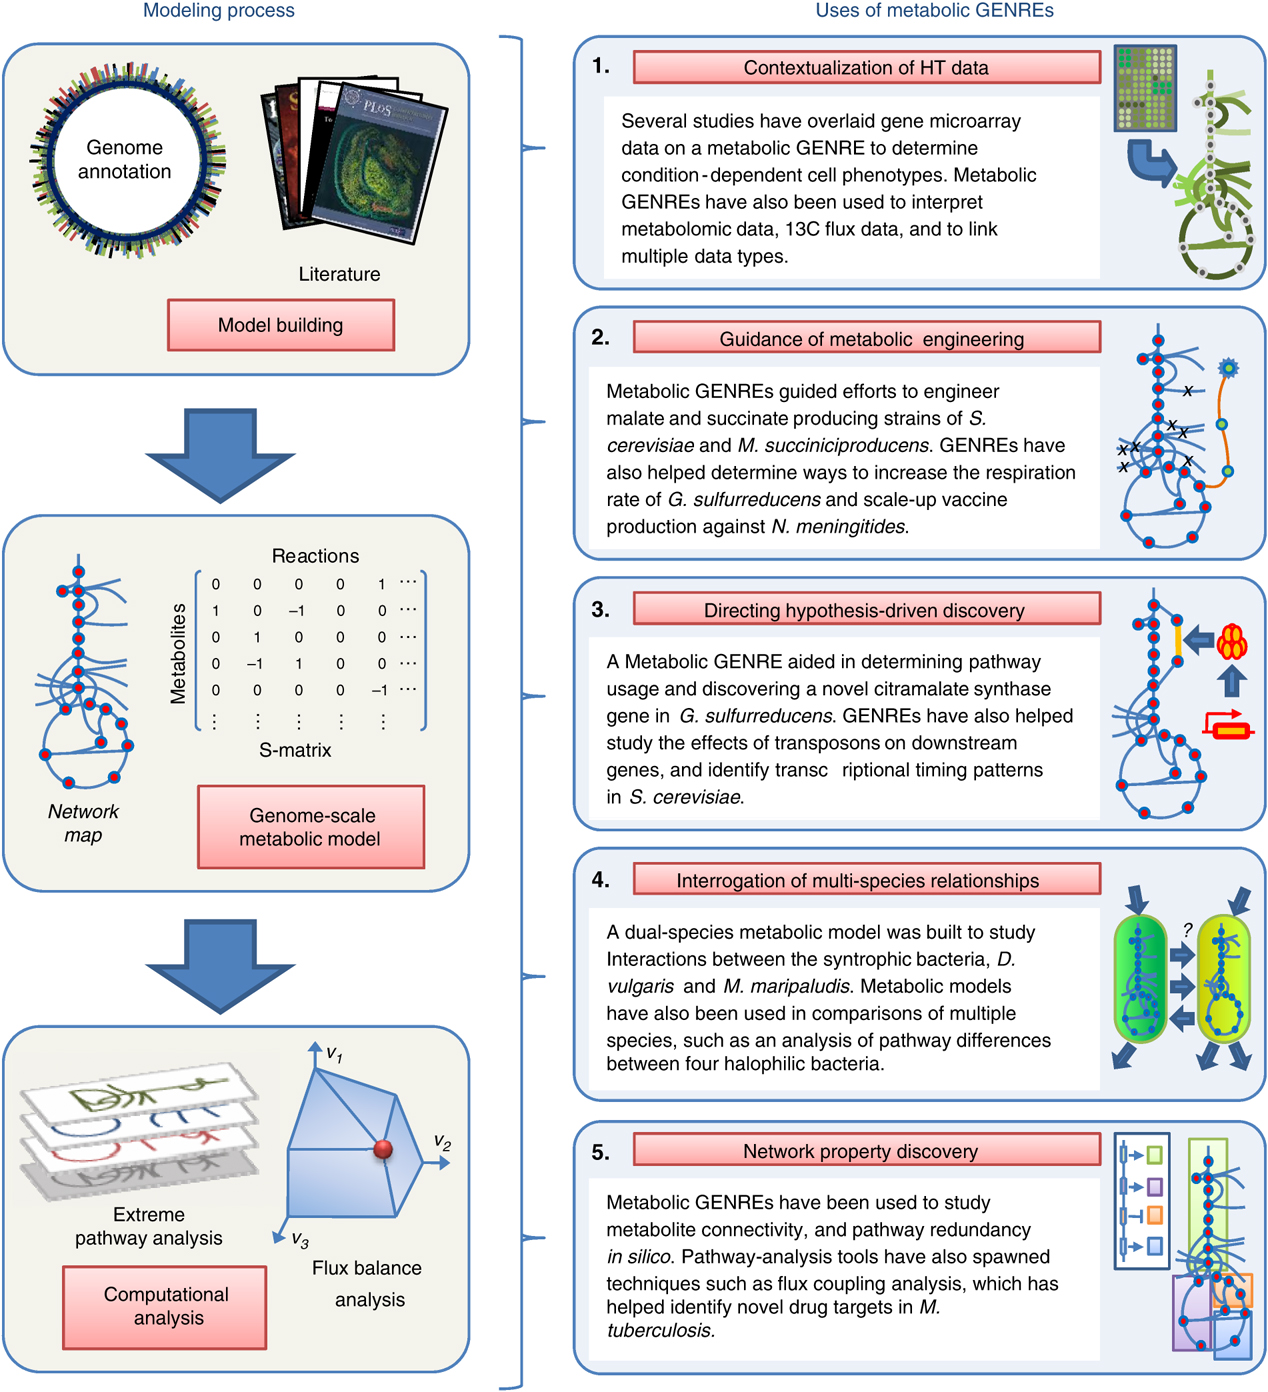 Modeling process
Genome
annotation
PLoS
Literature
Model building
Reactions
Metabolites
0 0 0 0 1 ···
1 0 –1 0 0 ···
0 1 0 0 0 ···
0 –1 1 0 0 ···
0 0 0 0 –1 ···
⋮ ⋮ ⋮ ⋮ ⋮
S-matrix
Network
map
Genome-scale
metabolic model
Extreme
pathway analysis
v1
v2
v3
Flux balance
analysis
Computational
analysis
Uses of metabolic GENREs
1.
Contextualization of HT data
Several studies have overlaid gene microarray
data on a metabolic GENRE to determine
condition-dependent cell phenotypes. Metabolic
GENREs have also been used to interpret
metabolomic data, 13C flux data, and to link
multiple data types.
2.
Guidance of metabolic engineering
Metabolic GENREs guided efforts to engineer
malate and succinate producing strains of S.
cerevisiae and M. succiniciproducens. GENREs have
also helped determine ways to increase the respiration
rate of G. sulfurreducens and scale-up vaccine
production against N. meningitides.
x
x
x
x
x
x
x
3.
Directing hypothesis-driven discovery
A Metabolic GENRE aided in determining pathway
usage and discovering a novel citramalate synthase
gene in G. sulfurreducens. GENREs have also helped
study the effects of transposons on downstream
genes, and identify transc riptional timing patterns
in S. cerevisiae.
4.
Interrogation of multi-species relationships
A dual-species metabolic model was built to study
Interactions between the syntrophic bacteria, D.
vulgaris and M. maripaludis. Metabolic models
have also been used in comparisons of multiple
species, such as an analysis of pathway differences
between four halophilic bacteria.
?
5.
Network property discovery
Metabolic GENREs have been used to study
metabolite connectivity, and pathway redundancy
in silico. Pathway-analysis tools have also spawned
techniques such as flux coupling analysis, which has
helped identify novel drug targets in M.
tuberculosis.